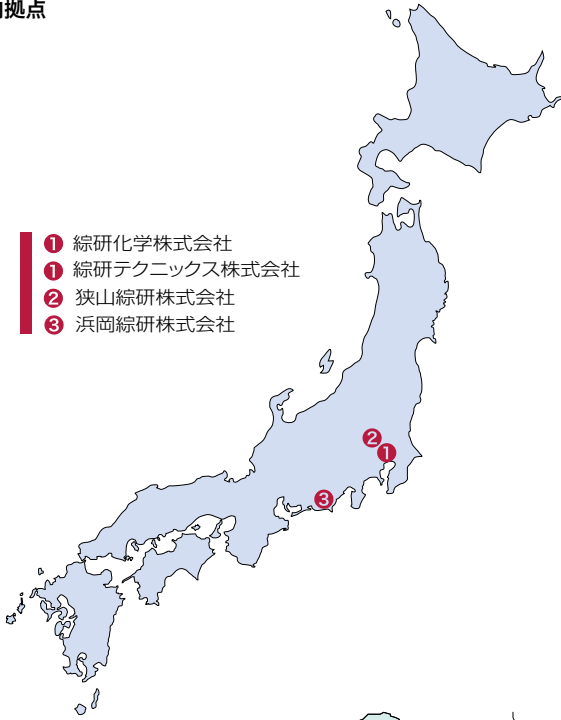 拠点
❶ 綜研化学株式会社
❶ 綜研テクニックス株式会社
❷ 狭山綜研株式会社
❸ 浜岡綜研株式会社
❷
❶
❸